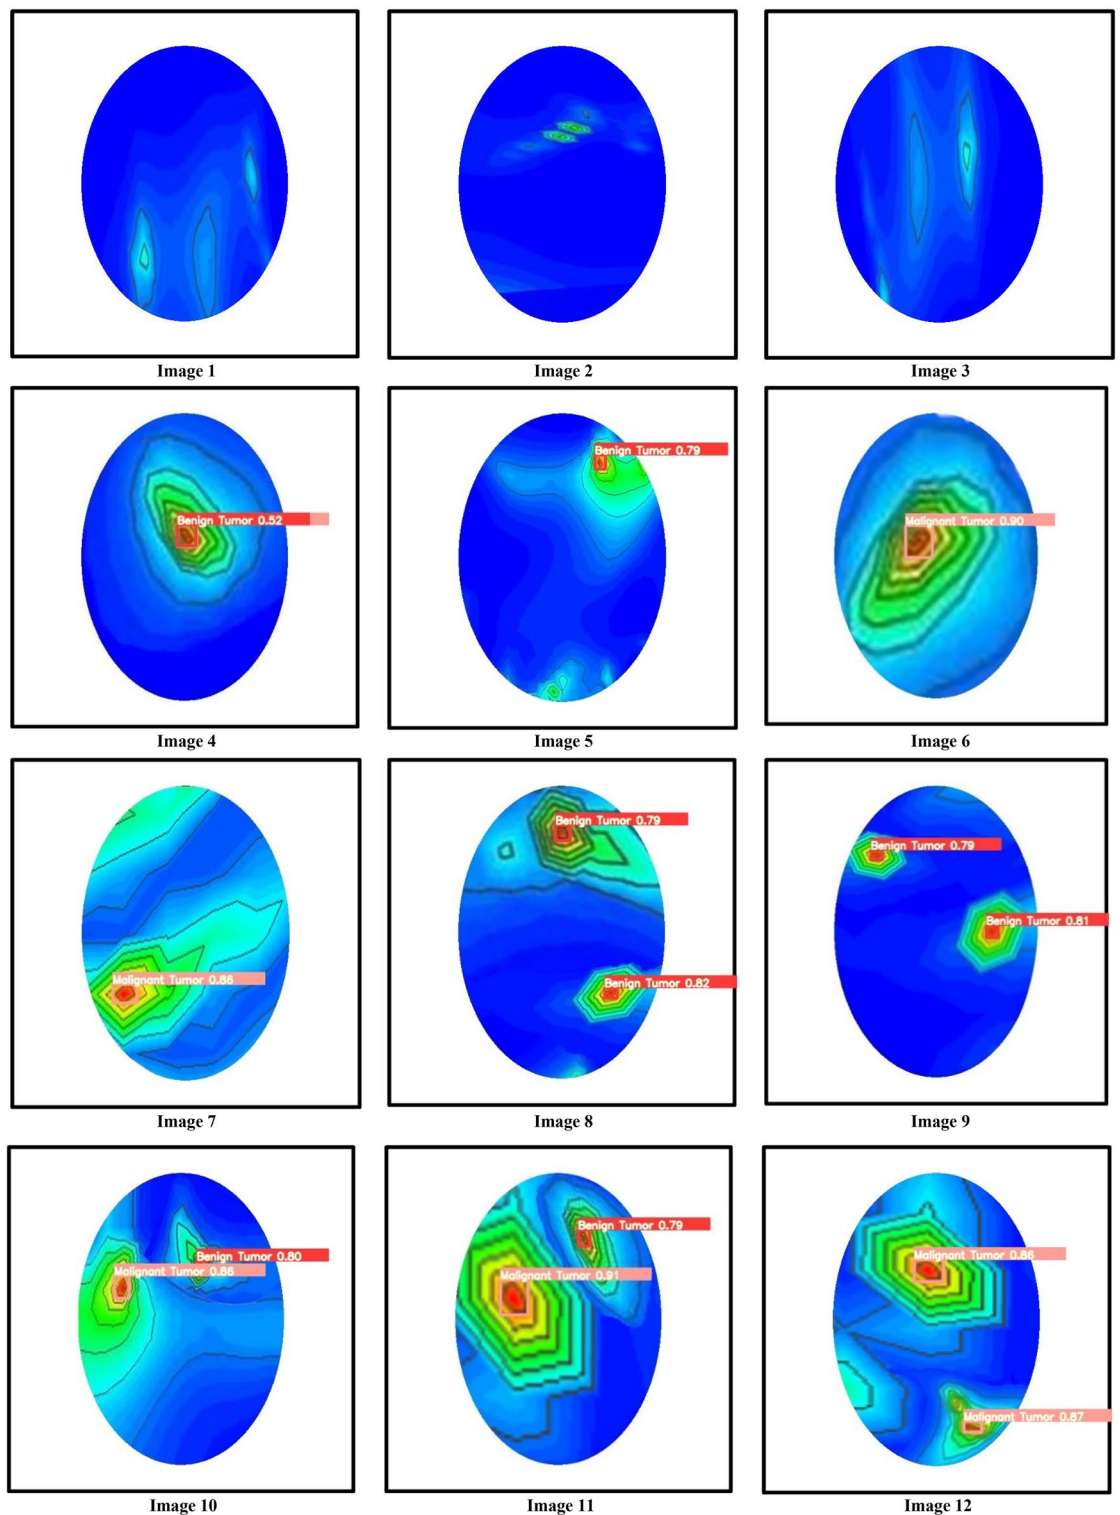 Image 1
Image 2
Image 3
Benign Tumor 0.52
Benign Tumor 0.79
Malignant Tumor 0.90
Image 4
Image 5
Image 6
Malignant Tumor 0.86
Benign Tumor 0.79
Benign Tumor 0.82
Benign Tumor 0.79
Benign Tumor 0.81
Image 7
Image 8
Image 9
Benign Tumor 0.80
Malignant Tumor 0.86
Benign Tumor 0.79
Malignant Tumor 0.91
Malignant Tumor 0.86
Malignant Tumor 0.87
Image 10
Image 11
Image 12